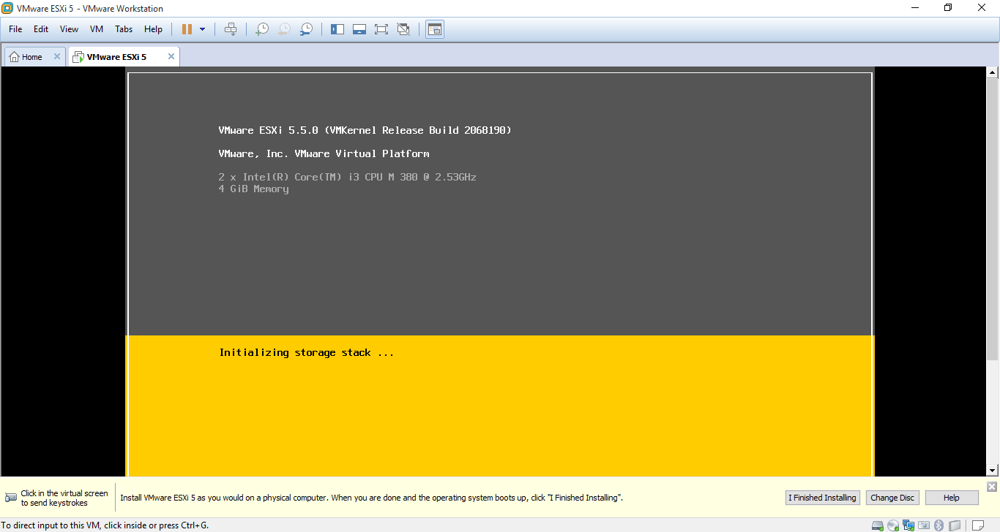 VMware ESXi 5 - VMware Workstation
File Edit View VM Tabs Help
Home VMware ESXi 5
VMware ESXi 5.5.0 (VMKernel Release Build 2068190)
VMware, Inc. VMware Virtual Platform
2 x Intel(R) Core(TM) i3 CPU M 380 @ 2.53GHz
4 GiB Memory
Initializing storage stack ...
Click in the virtual screen
to send keystrokes
Install VMware ESXi 5 as you would on a physical computer. When you are done and the operating system boots up, click "I Finished Installing".
I Finished Installing Change Disc Help
To direct input to this VM, click inside or press Ctrl+G.